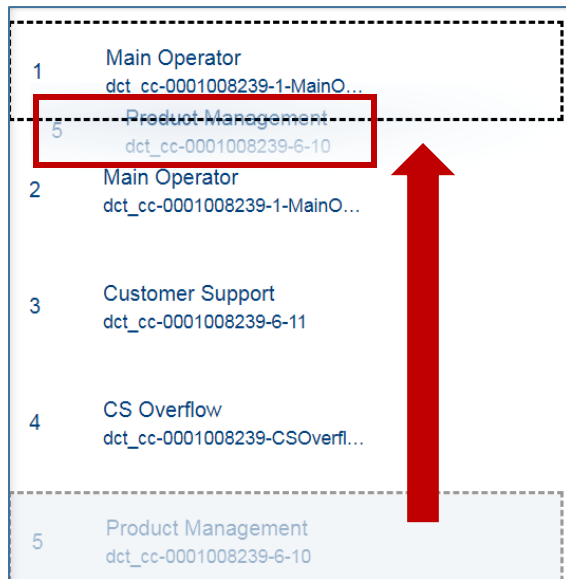 1
Main Operator
dct_cc-0001008239-1-MainO...
5
Product Management
dct_cc-0001008239-6-10
2
Main Operator
dct_cc-0001008239-1-MainO...
3
Customer Support
dct_cc-0001008239-6-11
4
CS Overflow
dct_cc-0001008239-CSOverfl...
5
Product Management
dct_cc-0001008239-6-10